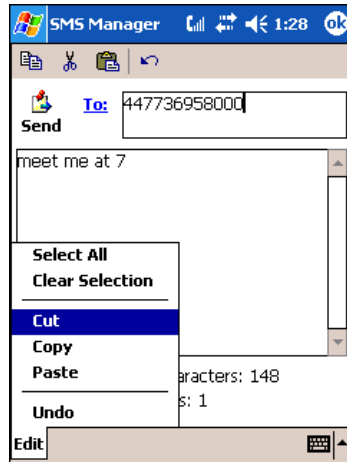 SMS Manager 1:28 ok
To: 447736958000
Send
meet me at 7
Select All
Clear Selection
Cut
Copy
Paste
aracters: 148
s: 1
Undo
Edit